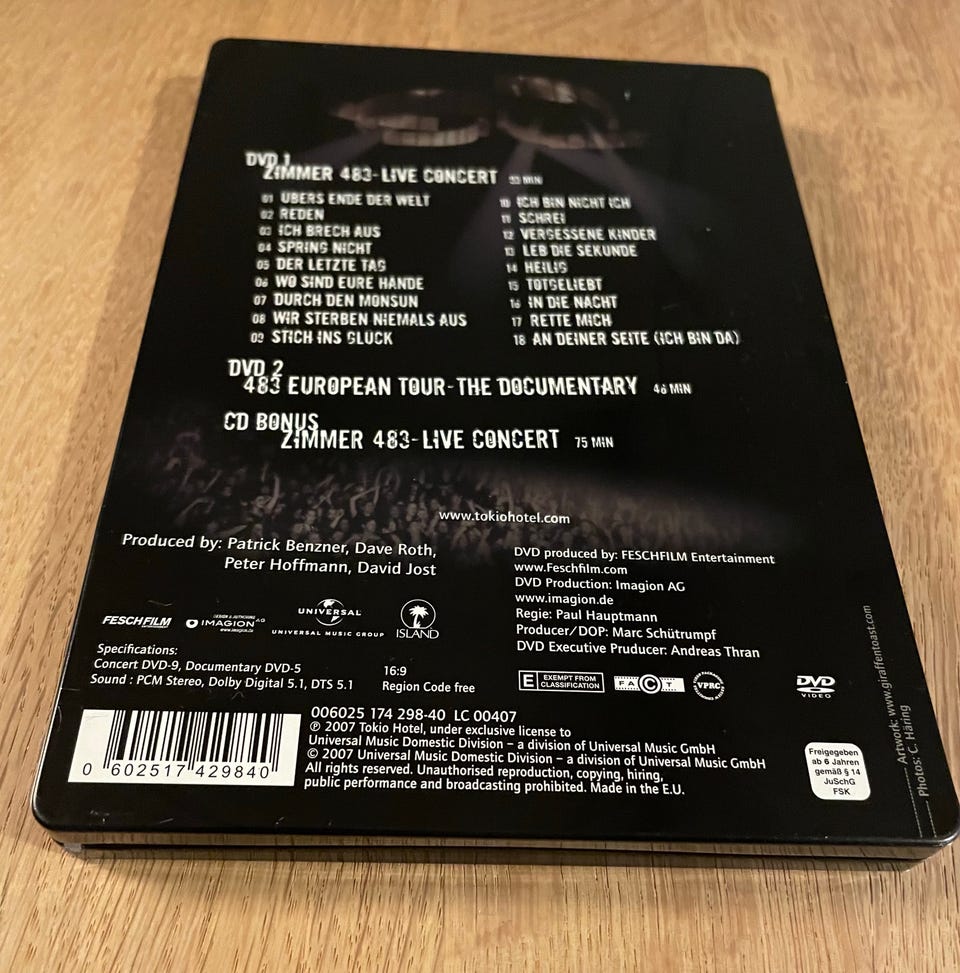 DVD 1
ZIMMER 483-LIVE CONCERT MIN
01 ÜBERS ENDE DER WELT
02 REDEN
03 ICH BRECH AUS
04 SPRING NICHT
05 DER LETZTE TAG
06 WO SIND EURE HÄNDE
07 DURCH DEN MONSUN
08 WIR STERBEN NIEMALS AUS
09 STICH INS GLÜCK
10 ICH BIN NICHT ICH
11 SCHREI
12 VERGESSENE KINDER
13 LEB DIE SEKUNDE
14 HEILIG
15 TOTGELIEBT
16 IN DIE NACHT
17 RETTE MICH
18 AN DEINER SEITE (ICH BIN DA)
DVD 2
483 EUROPEAN TOUR-THE DOCUMENTARY 46 MIN
CD BONUS
ZIMMER 483-LIVE CONCERT 75 MIN
www.tokiohotel.com
Produced by: Patrick Benzner, Dave Roth,
Peter Hoffmann, David Jost
DVD produced by: FESCHFILM Entertainment
www.Feschfilm.com
DVD Production: Imagion AG
www.imagion.de
Regie: Paul Hauptmann
Producer/DOP: Marc Schütrumpf
DVD Executive Prucer: Andreas Thran
FESCHFILM
DESIGN & AUTHORING
IMAGION AG
www.imagion.de
UNIVERSAL
UNIVERSAL MUSIC GROUP
ISLAND
Specifications:
Concert DVD-9, Documentary DVD-5
Sound : PCM Stereo, Dolby Digital 5.1, DTS 5.1
16:9
Region Code free
E EXEMPT FROM
CLASSIFICATION
VPRC
DVD
VIDEO
0 602517 429840
006025 174 298-40 LC 00407
℗ 2007 Tokio Hotel, under exclusive license to
Universal Music Domestic Division – a division of Universal Music GmbH
© 2007 Universal Music Domestic Division – a division of Universal Music GmbH
All rights reserved. Unauthorised reproduction, copying, hiring,
public performance and broadcasting prohibited. Made in the E.U.
Freigegeben
ab 6 Jahren
gemäß § 14
JuSchG
FSK
Artwork: www.giraffentoast.com
Photos: C. Häring